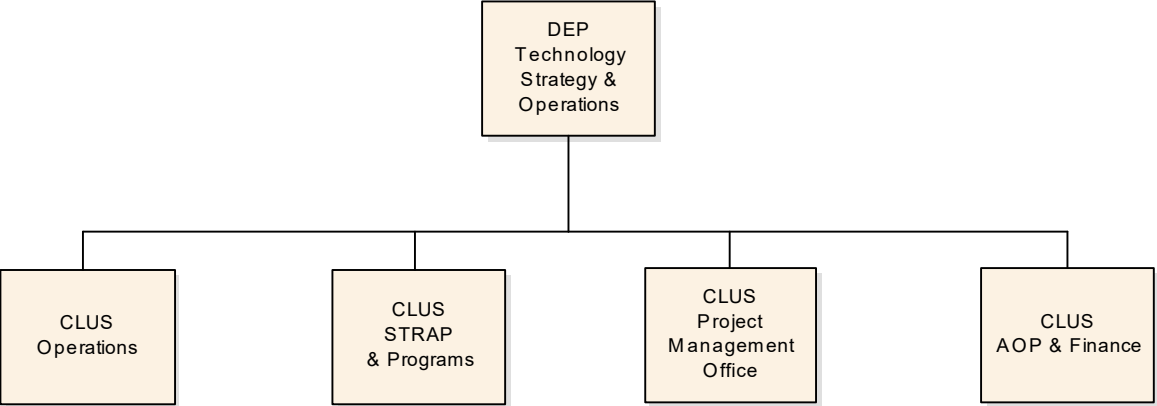 DEP
Technology
Strategy &
Operations
CLUS
Operations
CLUS
STRAP
& Programs
CLUS
Project
Management
Office
CLUS
AOP & Finance